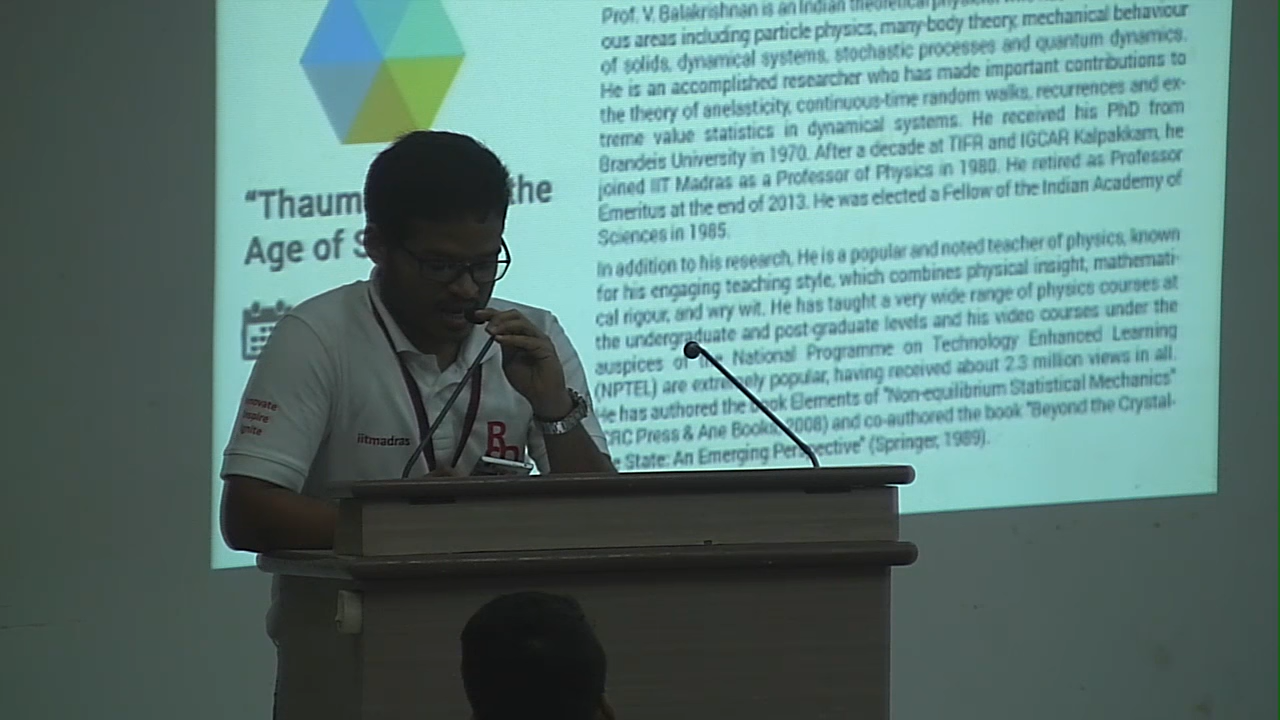 Prof. V. Balakrishnan is an Indian theoretical
ous areas including particle physics, many-body theory, mechanical behaviour
of solids, dynamical systems, stochastic processes and quantum dynamics.
He is an accomplished researcher who has made important contributions to
the theory of anelasticity, continuous-time random walks, recurrences and ex-
treme value statistics in dynamical systems. He received his PhD from
Brandeis University in 1970. After a decade at TIFR and IGCAR Kalpakkam, he
joined IIT Madras as a Professor of Physics in 1980. He retired as Professor
Emeritus at the end of 2013. He was elected a Fellow of the Indian Academy of
Sciences in 1985.
In addition to his research, He is a popular and noted teacher of physics, known
for his engaging teaching style, which combines physical insight, mathemati-
cal rigour, and wry wit. He has taught a very wide range of physics courses at
the undergraduate and post-graduate levels and his video courses under the
auspices of the National Programme on Technology Enhanced Learning
(NPTEL) are extremely popular, having received about 2.3 million views in all.
He has authored the book Elements of "Non-equilibrium Statistical Mechanics"
CRC Press & Ane Books, 2008) and co-authored the book "Beyond the Crystal-
e State: An Emerging Perspective" (Springer, 1989).
“Thaum the
Age of S
nnovate
nspire
ignite
iitmadras